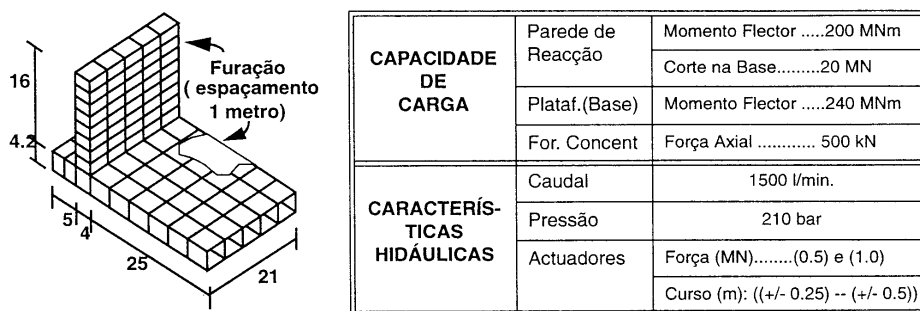 16
4.2
5
4
25
21
Furação
( espaçamento
1 metro)
CAPACIDADE
DE
CARGA
Parede de
Reacção
Momento Flector .....200 MNm
Corte na Base.........20 MN
Plataf.(Base)
Momento Flector .....240 MNm
For. Concent
Força Axial ............ 500 kN
CARACTERÍS-
TICAS
HIDÁULICAS
Caudal
1500 l/min.
Pressão
210 bar
Actuadores
Força (MN)........(0.5) e (1.0)
Curso (m): ((+/- 0.25) -- (+/- 0.5))